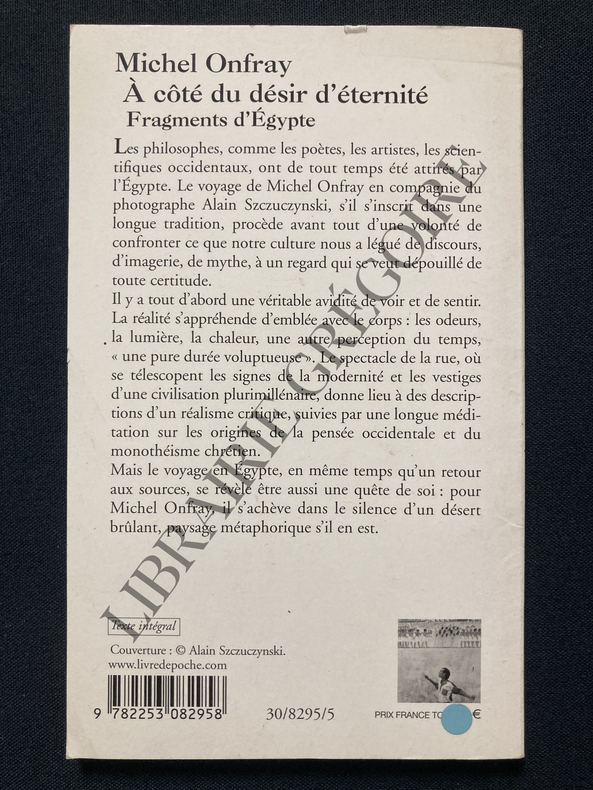 Michel Onfray
À côté du désir d'éternité
Fragments d'Égypte
Les philosophes, comme les poètes, les artistes, les scien-
tifiques occidentaux, ont de tout temps été attirés par
l'Égypte. Le voyage de Michel Onfray en compagnie du
photographe Alain Szczuczynski, s'il s'inscrit dans une
longue tradition, procède avant tout d'une volonté de
confronter ce que notre culture nous a légué de discours,
d'imagerie, de mythe, à un regard qui se veut dépouillé de
toute certitude.
Il y a tout d'abord une véritable avidité de voir et de sentir.
La réalité s'appréhende d'emblée avec le corps : les odeurs,
la lumière, la chaleur, une autre perception du temps,
« une pure durée voluptueuse ». Le spectacle de la rue, où
se télescopent les signes de la modernité et les vestiges
d'une civilisation plurimillénaire, donne lieu à des descrip-
tions d'un réalisme critique, suivies par une longue médi-
tation sur les origines de la pensée occidentale et du
monothéisme chrétien.
Mais le voyage en Égypte, en même temps qu'un retour
aux sources, se révèle être aussi une quête de soi : pour
Michel Onfray, il s'achève dans le silence d'un désert
brûlant, paysage métaphorique s'il en est.
LIBRAIRIE GRÉGOIRE
Texte intégral
Couverture : © Alain Szczuczynski.
www.livredepoche.com
9 782253 082958
30/8295/5
PRIX FRANCE €